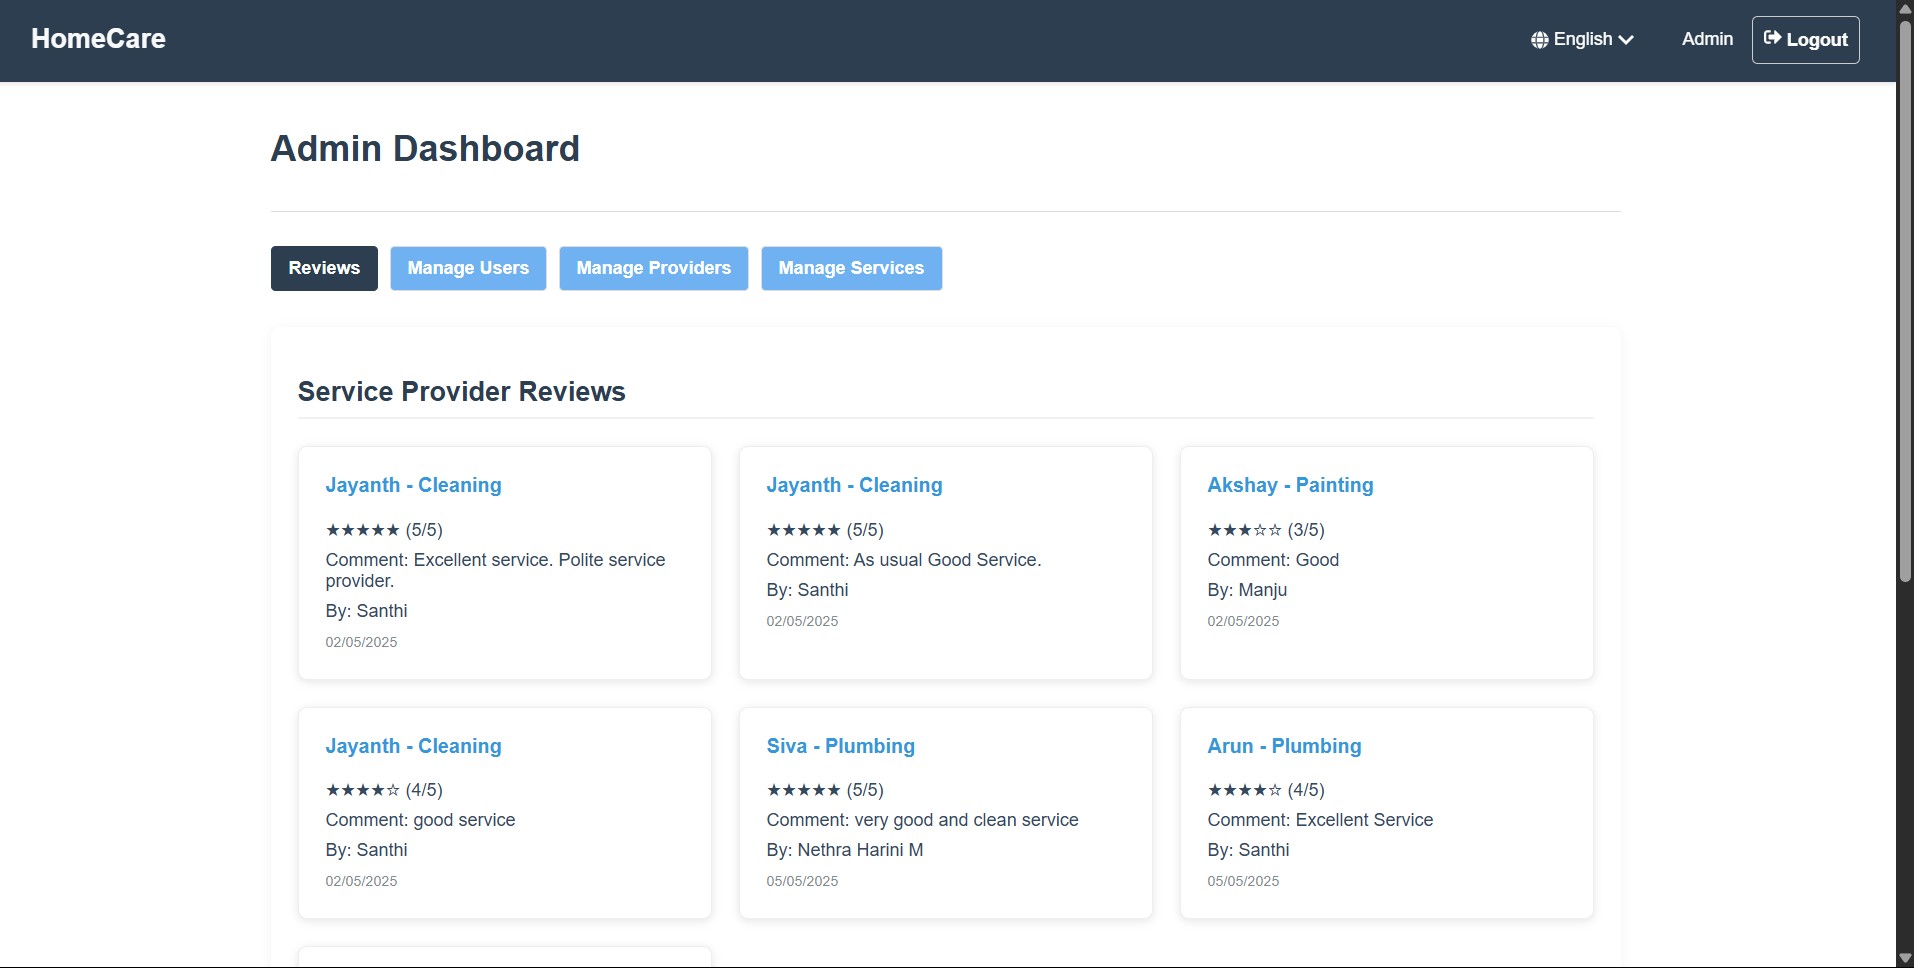 HomeCare
English
Admin
Logout
Admin Dashboard
Reviews
Manage Users
Manage Providers
Manage Services
Service Provider Reviews
Jayanth - Cleaning
★★★★★ (5/5)
Comment: Excellent service. Polite service
provider.
By: Santhi
02/05/2025
Jayanth - Cleaning
★★★★★ (5/5)
Comment: As usual Good Service.
By: Santhi
02/05/2025
Akshay - Painting
★★★☆☆ (3/5)
Comment: Good
By: Manju
02/05/2025
Jayanth - Cleaning
★★★★☆ (4/5)
Comment: good service
By: Santhi
02/05/2025
Siva - Plumbing
★★★★★ (5/5)
Comment: very good and clean service
By: Nethra Harini M
05/05/2025
Arun - Plumbing
★★★★☆ (4/5)
Comment: Excellent Service
By: Santhi
05/05/2025